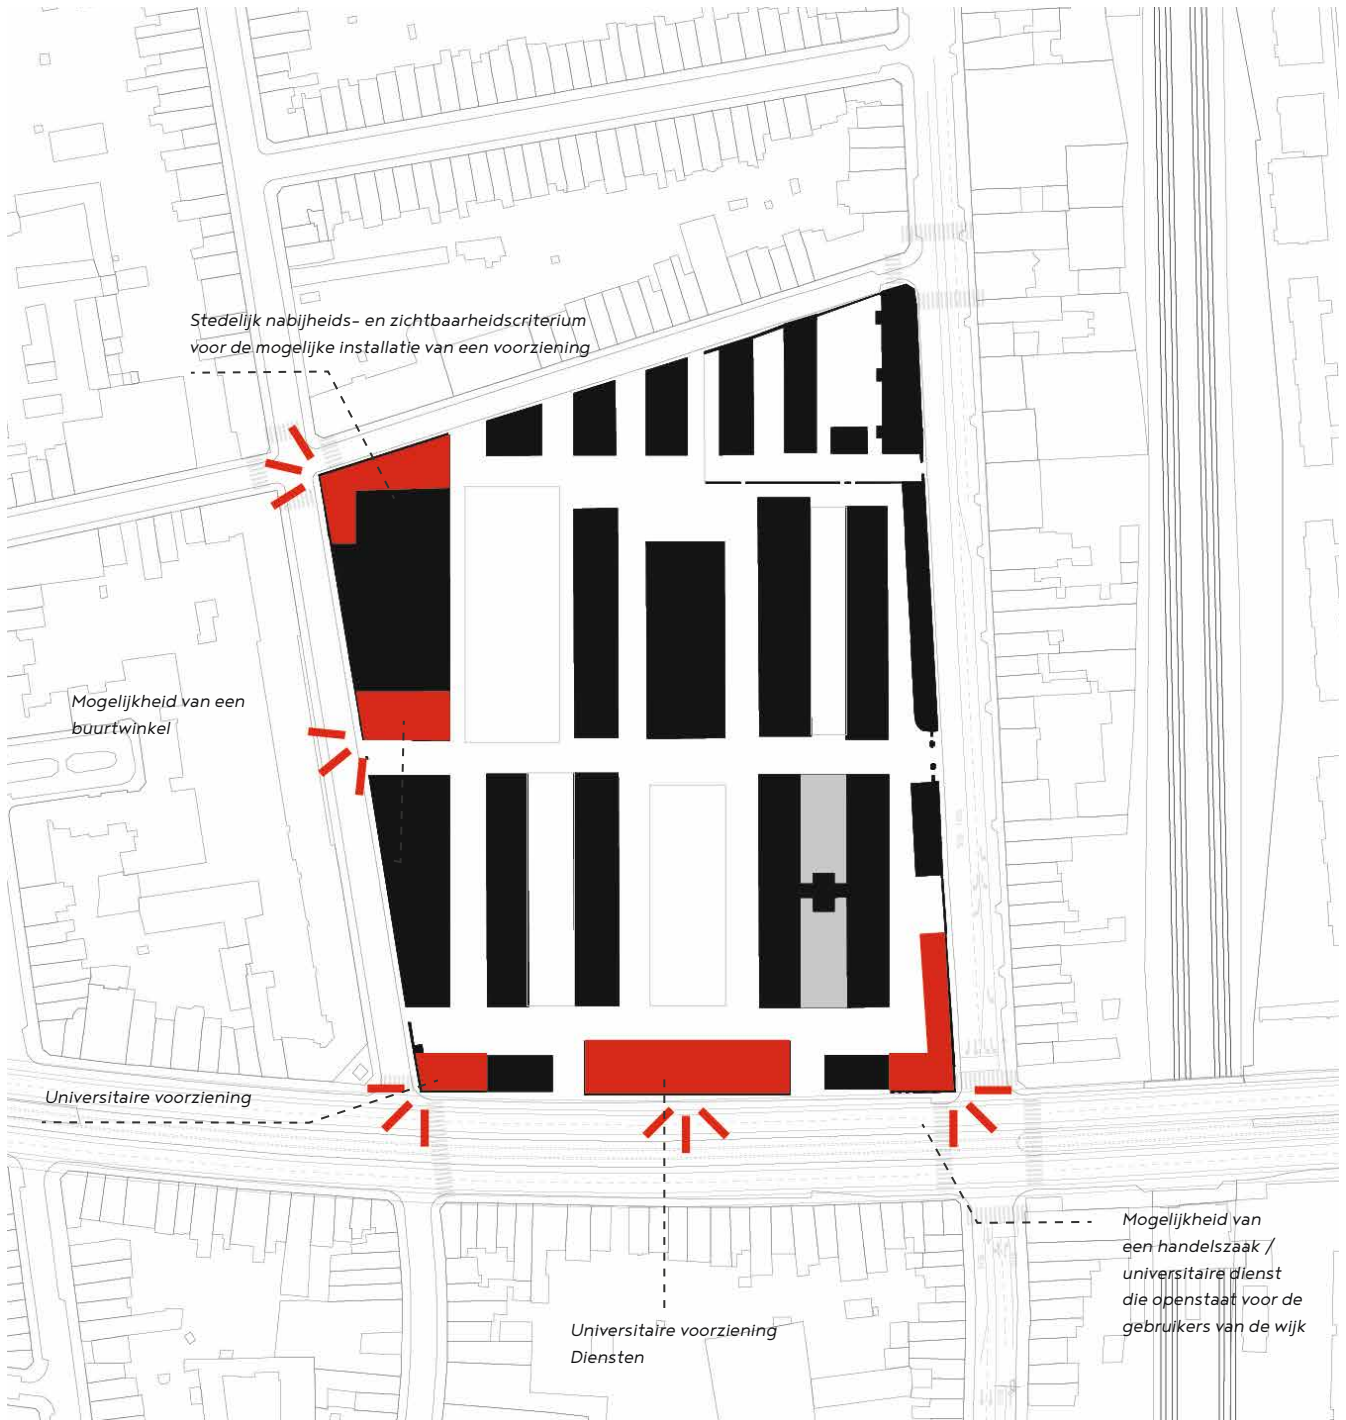 Stedelijk nabijheids- en zichtbaarheidscriterium
voor de mogelijke installatie van een voorziening
Mogelijkheid van een
buurtwinkel
Universitaire voorziening
Universitaire voorziening
Diensten
Mogelijkheid van
een handelszaak /
universitaire dienst
die openstaat voor de
gebruikers van de wijk